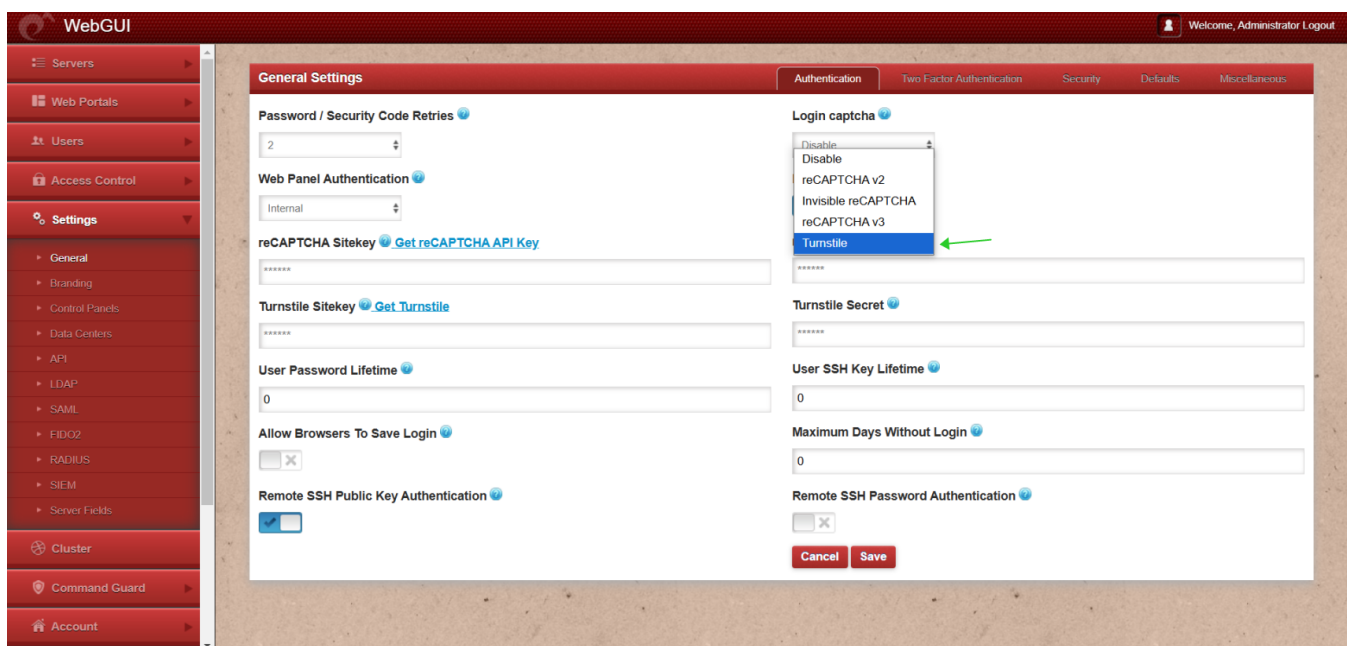 WebGUI
Welcome, Administrator Logout
Servers
Web Portals
Users
Access Control
Settings
General
Branding
Control Panels
Data Centers
API
LDAP
SAML
FIDO2
RADIUS
SIEM
Server Fields
Cluster
Command Guard
Account
General Settings
Authentication
Two Factor Authentication
Security
Defaults
Miscellaneous
Password / Security Code Retries
2
Login captcha
Disable
Disable
reCAPTCHA v2
Invisible reCAPTCHA
reCAPTCHA v3
Turnstile
Web Panel Authentication
Internal
reCAPTCHA Sitekey Get reCAPTCHA API Key
******
******
Turnstile Sitekey Get Turnstile
******
Turnstile Secret
******
User Password Lifetime
0
User SSH Key Lifetime
0
Allow Browsers To Save Login
Maximum Days Without Login
0
Remote SSH Public Key Authentication
Remote SSH Password Authentication
Cancel Save